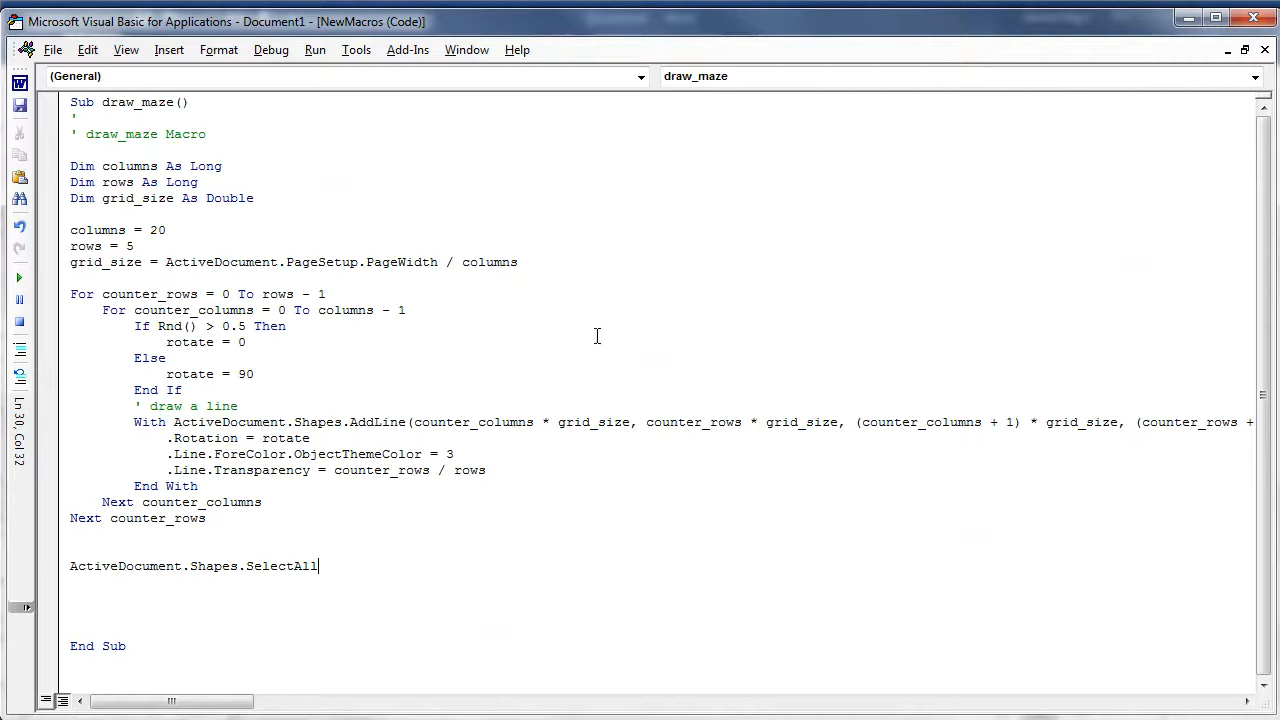 Microsoft Visual Basic for Applications - Document1 - [NewMacros (Code)]
File Edit View Insert Format Debug Run Tools Add-Ins Window Help
(General) draw_maze
Sub draw_maze()
'
' draw_maze Macro
Dim columns As Long
Dim rows As Long
Dim grid_size As Double
columns = 20
rows = 5
grid_size = ActiveDocument.PageSetup.PageWidth / columns
For counter_rows = 0 To rows - 1
For counter_columns = 0 To columns - 1
If Rnd() > 0.5 Then
rotate = 0
Else
rotate = 90
End If
' draw a line
With ActiveDocument.Shapes.AddLine(counter_columns * grid_size, counter_rows * grid_size, (counter_columns + 1) * grid_size, (counter_rows +
.Rotation = rotate
.Line.ForeColor.ObjectThemeColor = 3
.Line.Transparency = counter_rows / rows
End With
Next counter_columns
Next counter_rows
ActiveDocument.Shapes.SelectAll
End Sub
Ln 30, Col 32